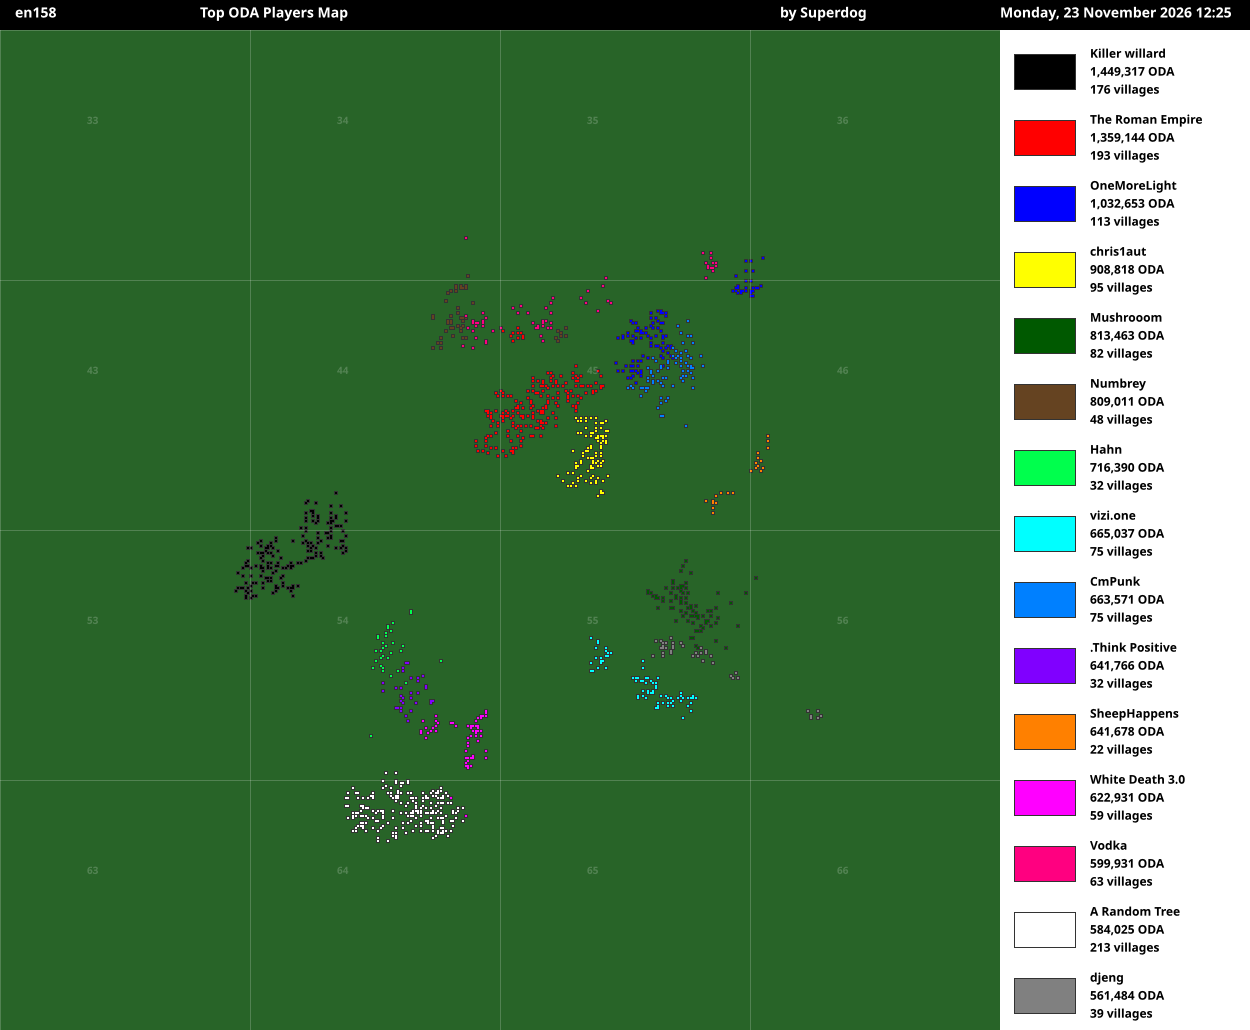 en158 Top ODA Players Map by Superdog Monday, 23 November 2026 12:25
33 34 35 36
43 44 45 46
53 54 55 56
63 64 65 66
Killer willard
1,449,317 ODA
176 villages
The Roman Empire
1,359,144 ODA
193 villages
OneMoreLight
1,032,653 ODA
113 villages
chris1aut
908,818 ODA
95 villages
Mushrooom
813,463 ODA
82 villages
Numbrey
809,011 ODA
48 villages
Hahn
716,390 ODA
32 villages
vizi.one
665,037 ODA
75 villages
CmPunk
663,571 ODA
75 villages
.Think Positive
641,766 ODA
32 villages
SheepHappens
641,678 ODA
22 villages
White Death 3.0
622,931 ODA
59 villages
Vodka
599,931 ODA
63 villages
A Random Tree
584,025 ODA
213 villages
djeng
561,484 ODA
39 villages